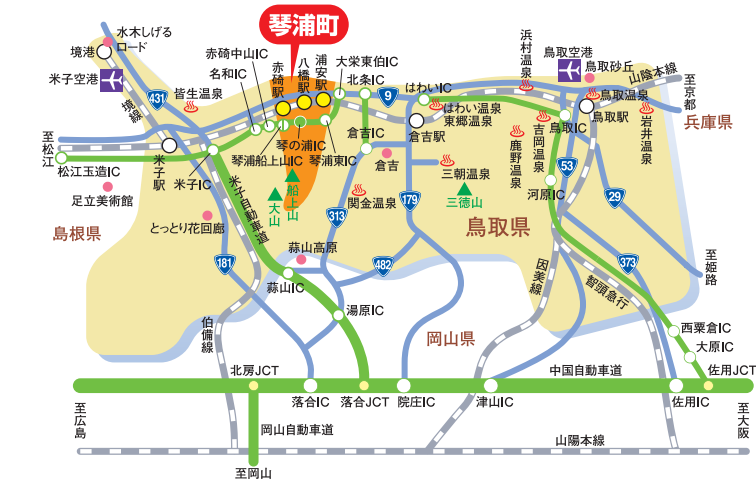 琴浦町
水木しげる
ロード
境港
米子空港
境線
431
皆生温泉
赤碕中山IC
名和IC
赤碕駅
八橋駅
浦安駅
大栄東伯IC
北条IC
9
はわいIC
浜村温泉
鳥取空港
鳥取砂丘
山陰本線
至京都
兵庫県
はわい温泉
東郷温泉
倉吉駅
鳥取温泉
鳥取駅
鳥取IC
岩井温泉
吉岡温泉
鹿野温泉
至松江
松江玉造IC
米子駅
米子IC
足立美術館
島根県
とっとり花回廊
米子自動車道
琴の浦IC
琴浦船上山IC
琴浦東IC
船上山
大山
倉吉IC
倉吉
関金温泉
三朝温泉
三徳山
179
313
482
181
鳥取県
河原IC
53
29
373
至姫路
蒜山高原
蒜山IC
湯原IC
因美線
智頭急行
伯備線
岡山県
西粟倉IC
大原IC
佐用JCT
北房JCT
中国自動車道
至広島
落合IC
落合JCT
院庄IC
津山IC
佐用IC
至大阪
岡山自動車道
山陽本線
至岡山